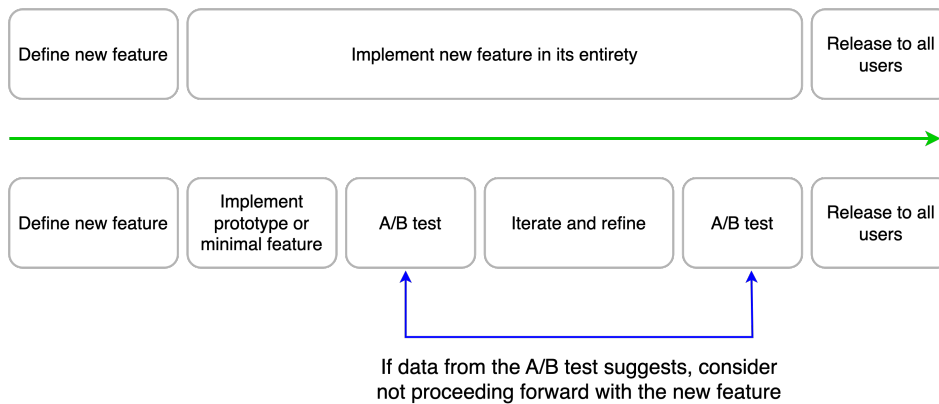 Define new feature
Implement new feature in its entirety
Release to all
users
Define new feature
Implement
prototype or
minimal feature
A/B test
Iterate and refine
A/B test
Release to all
users
If data from the A/B test suggests, consider
not proceeding forward with the new feature